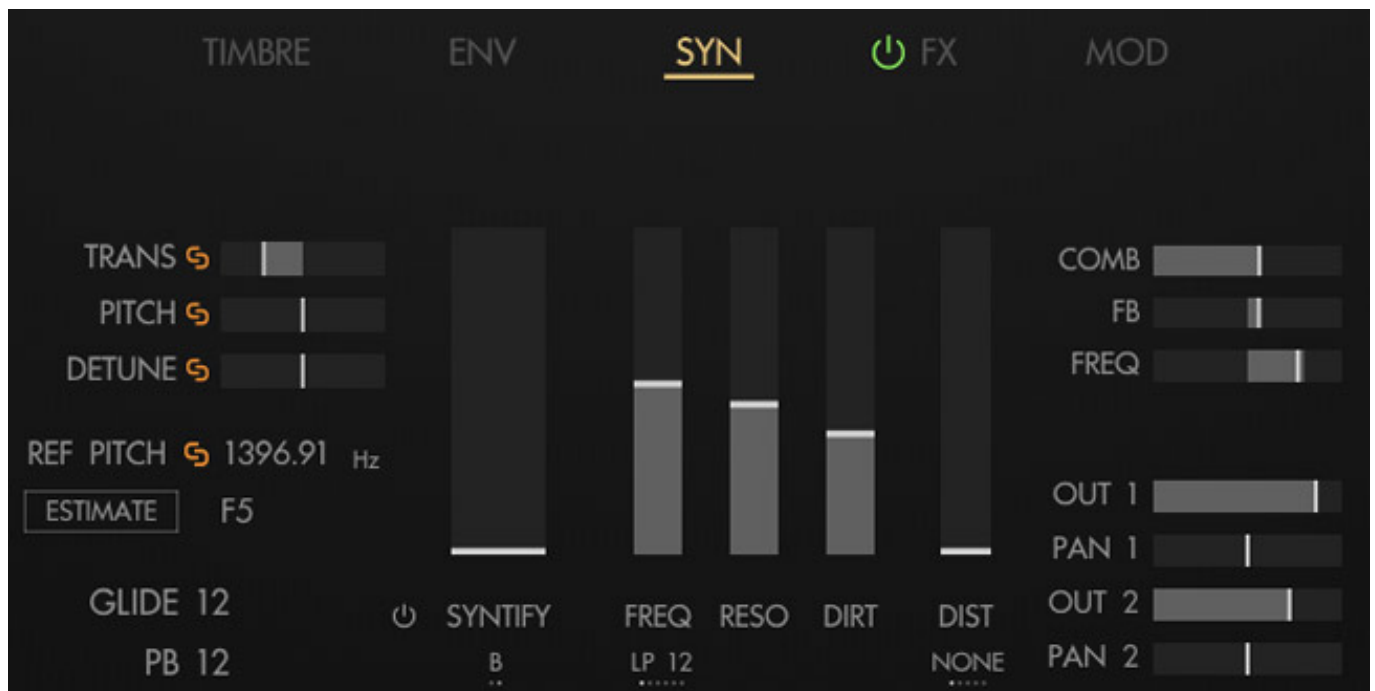 TIMBRE ENV SYN FX MOD
TRANS
PITCH
DETUNE
REF PITCH 1396.91 Hz
ESTIMATE F5
GLIDE 12
PB 12
SYNTIFY FREQ RESO DIRT DIST
B LP 12 NONE
COMB
FB
FREQ
OUT 1
PAN 1
OUT 2
PAN 2